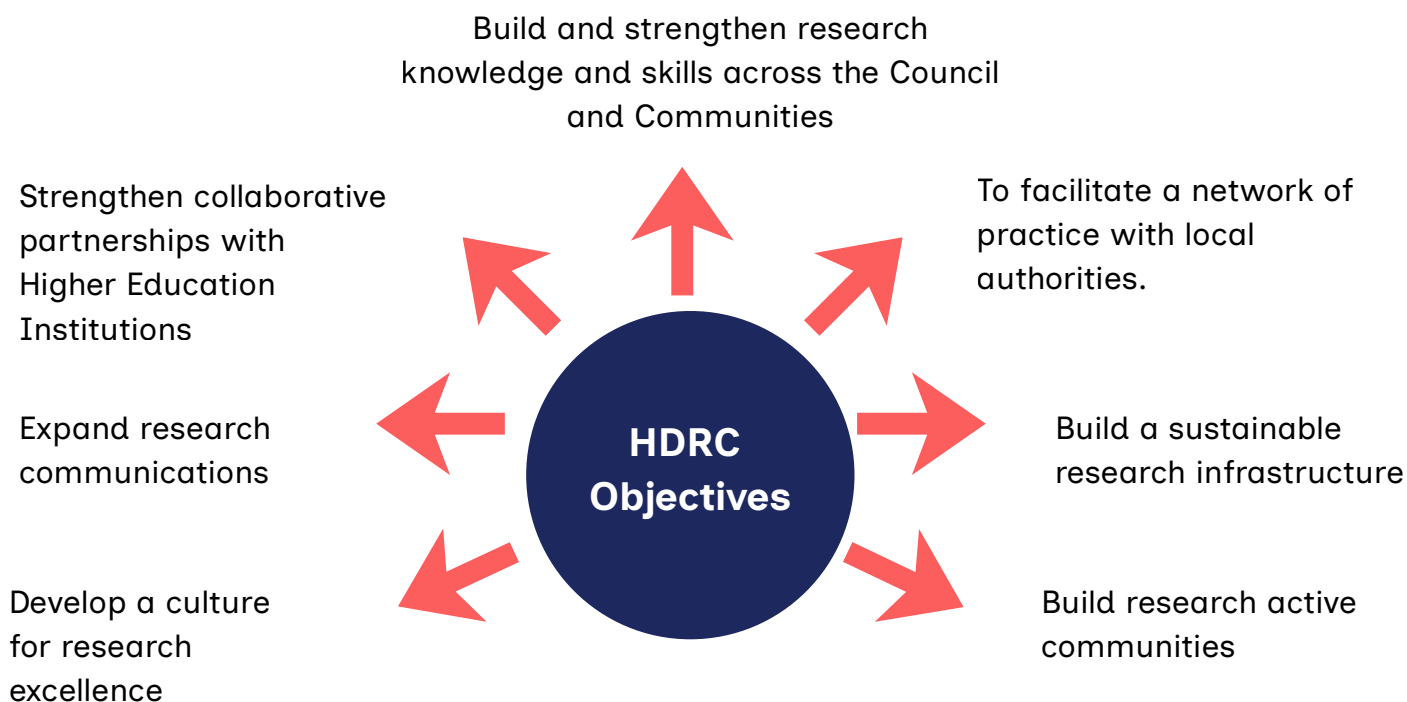 Build and strengthen research
knowledge and skills across the Council
and Communities
Strengthen collaborative
partnerships with
Higher Education
Institutions
To facilitate a network of
practice with local
authorities.
Expand research
communications
HDRC
Objectives
Build a sustainable
research infrastructure
Develop a culture
for research
excellence
Build research active
communities